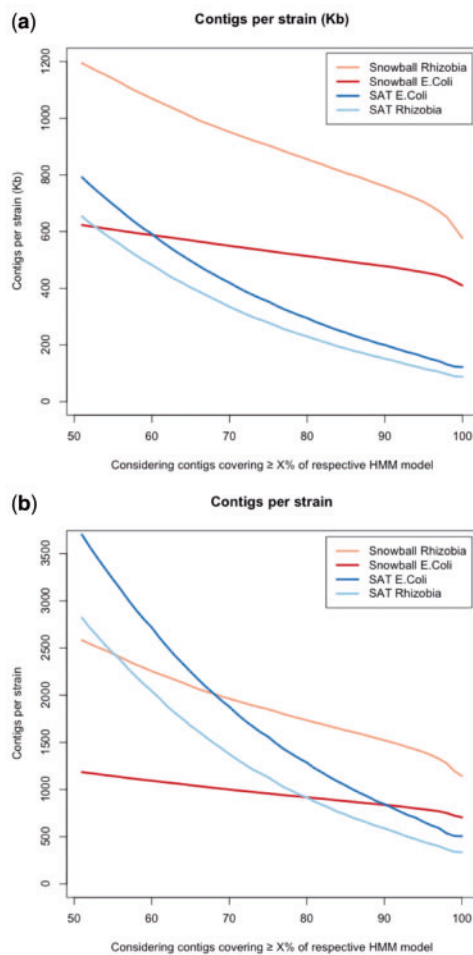 (a)
Contigs per strain (Kb)
Snowball Rhizobia
Snowball E.Coli
SAT E.Coli
SAT Rhizobia
Contigs per strain (Kb)
1200
1000
800
600
400
200
0
50 60 70 80 90 100
Considering contigs covering ≥ X% of respective HMM model
(b)
Contigs per strain
Snowball Rhizobia
Snowball E.Coli
SAT E.Coli
SAT Rhizobia
Contigs per strain
3500
3000
2500
2000
1500
1000
500
0
50 60 70 80 90 100
Considering contigs covering ≥ X% of respective HMM model